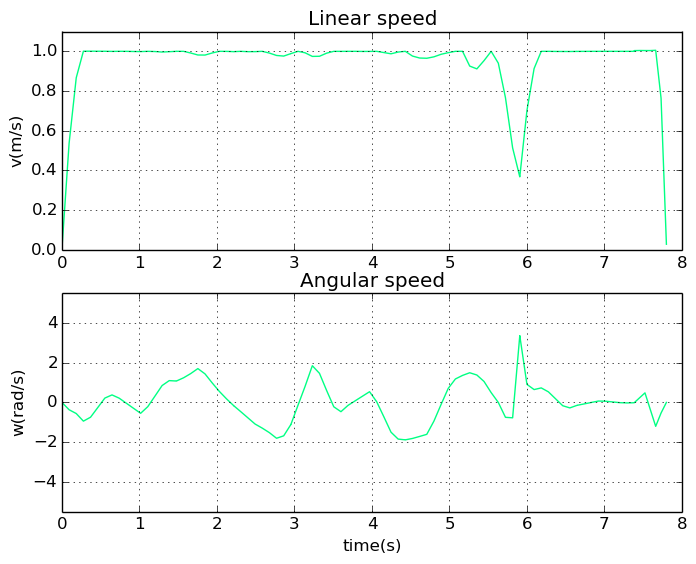 Linear speed
v(m/s)
1.0
0.8
0.6
0.4
0.2
0.0
0 1 2 3 4 5 6 7 8
Angular speed
w(rad/s)
4
2
0
−2
−4
0 1 2 3 4 5 6 7 8
time(s)